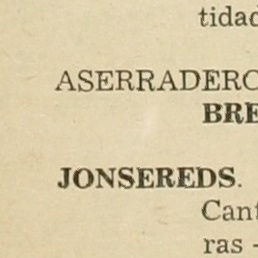 tidad
ASERRADERO
BRE
JONSEREDS.
Cant
ras -